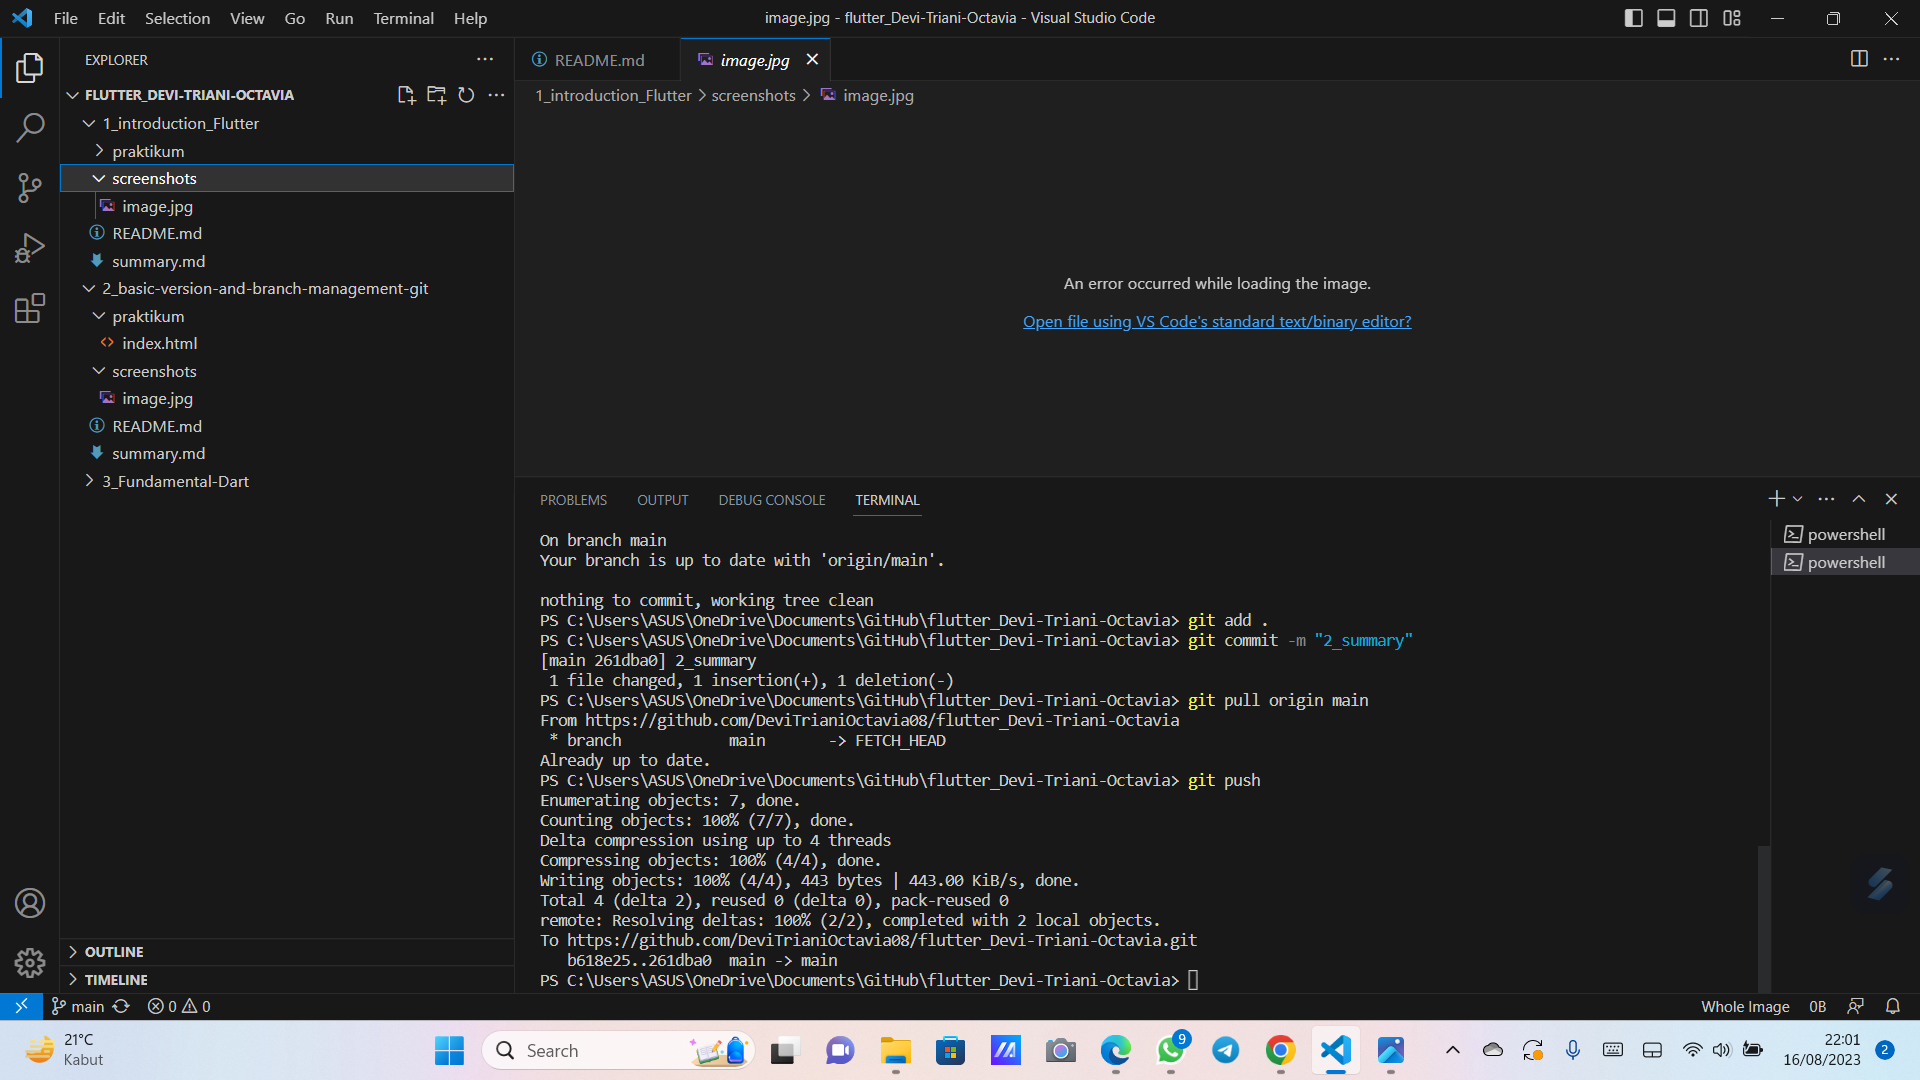 File Edit Selection View Go Run Terminal Help
image.jpg - flutter_Devi-Triani-Octavia - Visual Studio Code
EXPLORER
FLUTTER_DEVI-TRIANI-OCTAVIA
1_introduction_Flutter
praktikum
screenshots
image.jpg
README.md
summary.md
2_basic-version-and-branch-management-git
praktikum
index.html
screenshots
image.jpg
README.md
summary.md
3_Fundamental-Dart
OUTLINE
TIMELINE
README.md
image.jpg
1_introduction_Flutter > screenshots > image.jpg
An error occurred while loading the image.
Open file using VS Code's standard text/binary editor?
PROBLEMS OUTPUT DEBUG CONSOLE TERMINAL
powershell
powershell
On branch main
Your branch is up to date with 'origin/main'.
nothing to commit, working tree clean
PS C:\Users\ASUS\OneDrive\Documents\GitHub\flutter_Devi-Triani-Octavia> git add .
PS C:\Users\ASUS\OneDrive\Documents\GitHub\flutter_Devi-Triani-Octavia> git commit -m "2_summary"
[main 261dba0] 2_summary
1 file changed, 1 insertion(+), 1 deletion(-)
PS C:\Users\ASUS\OneDrive\Documents\GitHub\flutter_Devi-Triani-Octavia> git pull origin main
From https://github.com/DeviTrianiOctavia08/flutter_Devi-Triani-Octavia
* branch main -> FETCH_HEAD
Already up to date.
PS C:\Users\ASUS\OneDrive\Documents\GitHub\flutter_Devi-Triani-Octavia> git push
Enumerating objects: 7, done.
Counting objects: 100% (7/7), done.
Delta compression using up to 4 threads
Compressing objects: 100% (4/4), done.
Writing objects: 100% (4/4), 443 bytes | 443.00 KiB/s, done.
Total 4 (delta 2), reused 0 (delta 0), pack-reused 0
remote: Resolving deltas: 100% (2/2), completed with 2 local objects.
To https://github.com/DeviTrianiOctavia08/flutter_Devi-Triani-Octavia.git
b618e25..261dba0 main -> main
PS C:\Users\ASUS\OneDrive\Documents\GitHub\flutter_Devi-Triani-Octavia>
main 0 0
Whole Image 0B
21°C
Kabut
Search
9
22:01
16/08/2023
2